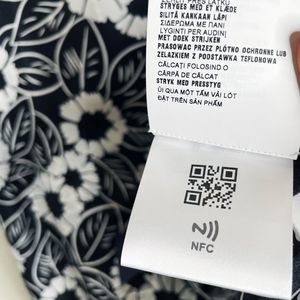 STRYGES MED ET KLÆDE
SILITÄ KANKAAN LÄPI
ΣΙΔΕΡΩΜΑ ΜΕ ΠΑΝΙ
LYGINTI PER AUDINĮ
MET DOEK STRIJKEN
PRASOWAĆ PRZEZ PŁÓTNO OCHRONNE LUB
ŻELAZKIEM Z PODSTAWKĄ TEFLONOWĄ
CĂLCAȚI FOLOSIND O
CÂRPĂ DE CĂLCAT
STRYK MED PRESSTYG
ỦI QUA MỘT TẤM VẢI LÓT
ĐẶT TRÊN SẢN PHẨM
NFC